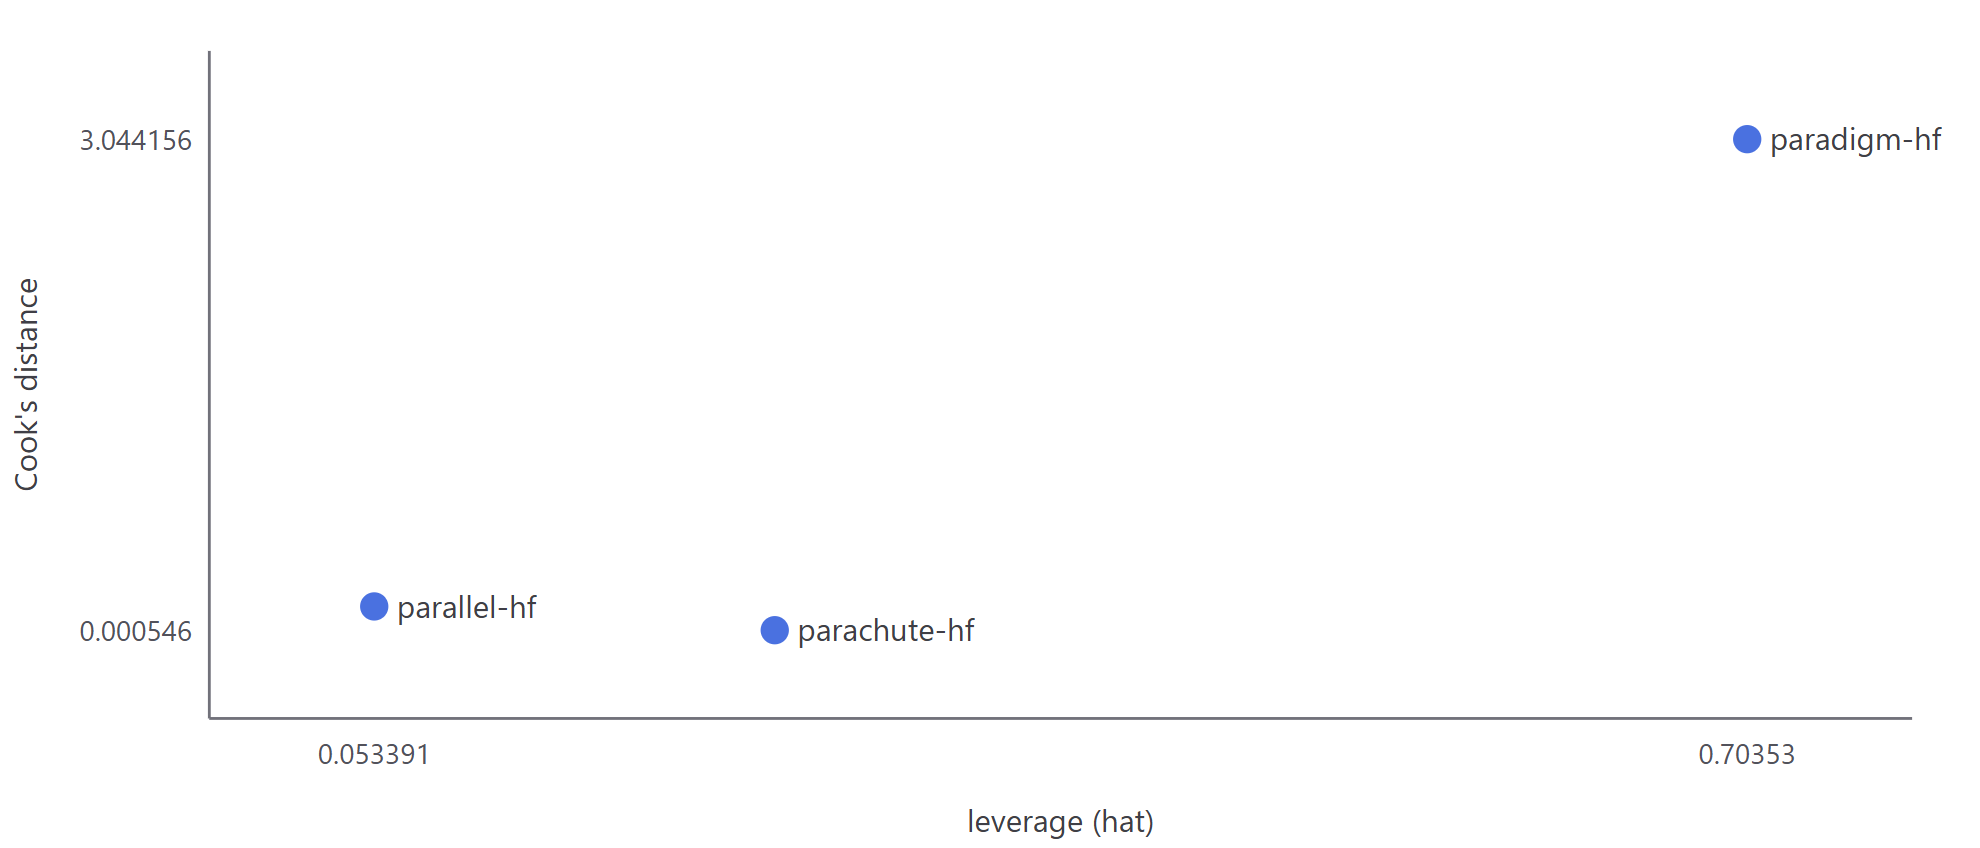 3.044156
paradigm-hf
Cook's distance
parallel-hf
0.000546
parachute-hf
0.053391
0.70353
leverage (hat)